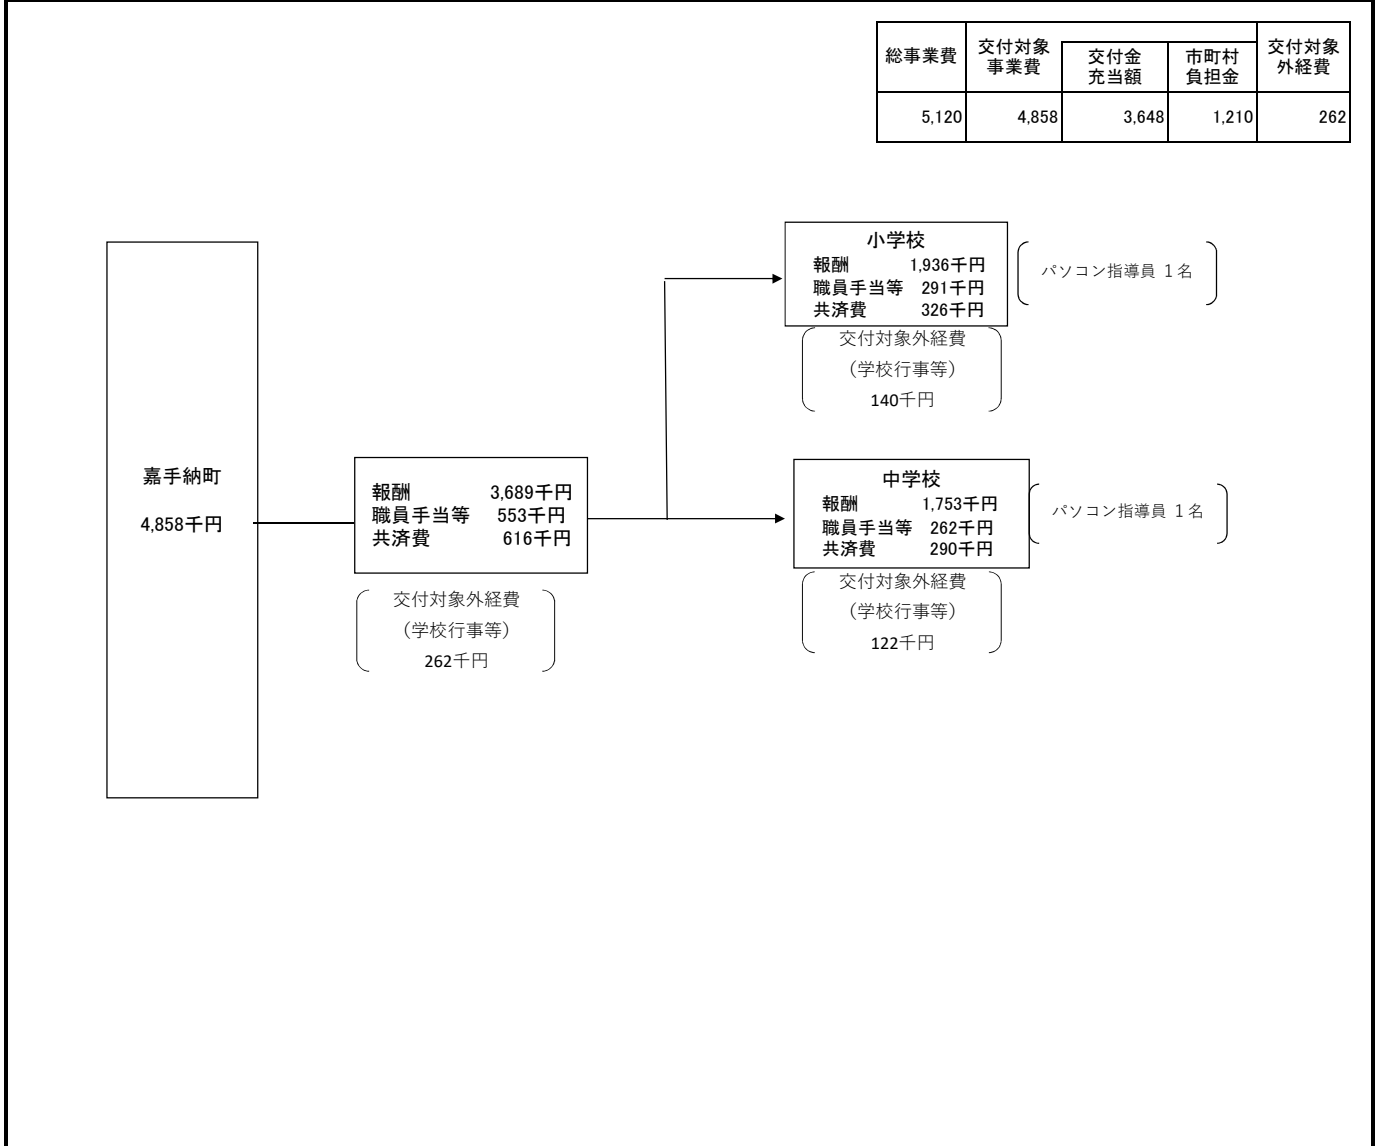 総事業費
交付対象
事業費
交付金
充当額
市町村
負担金
交付対象
外経費
5,120 4,858 3,648 1,210 262
小学校
報酬 1,936千円
職員手当等 291千円
共済費 326千円
パソコン指導員 1名
交付対象外経費
（学校行事等）
140千円
嘉手納町
4,858千円
報酬 3,689千円
職員手当等 553千円
共済費 616千円
交付対象外経費
（学校行事等）
262千円
中学校
報酬 1,753千円
職員手当等 262千円
共済費 290千円
パソコン指導員 1名
交付対象外経費
（学校行事等）
122千円